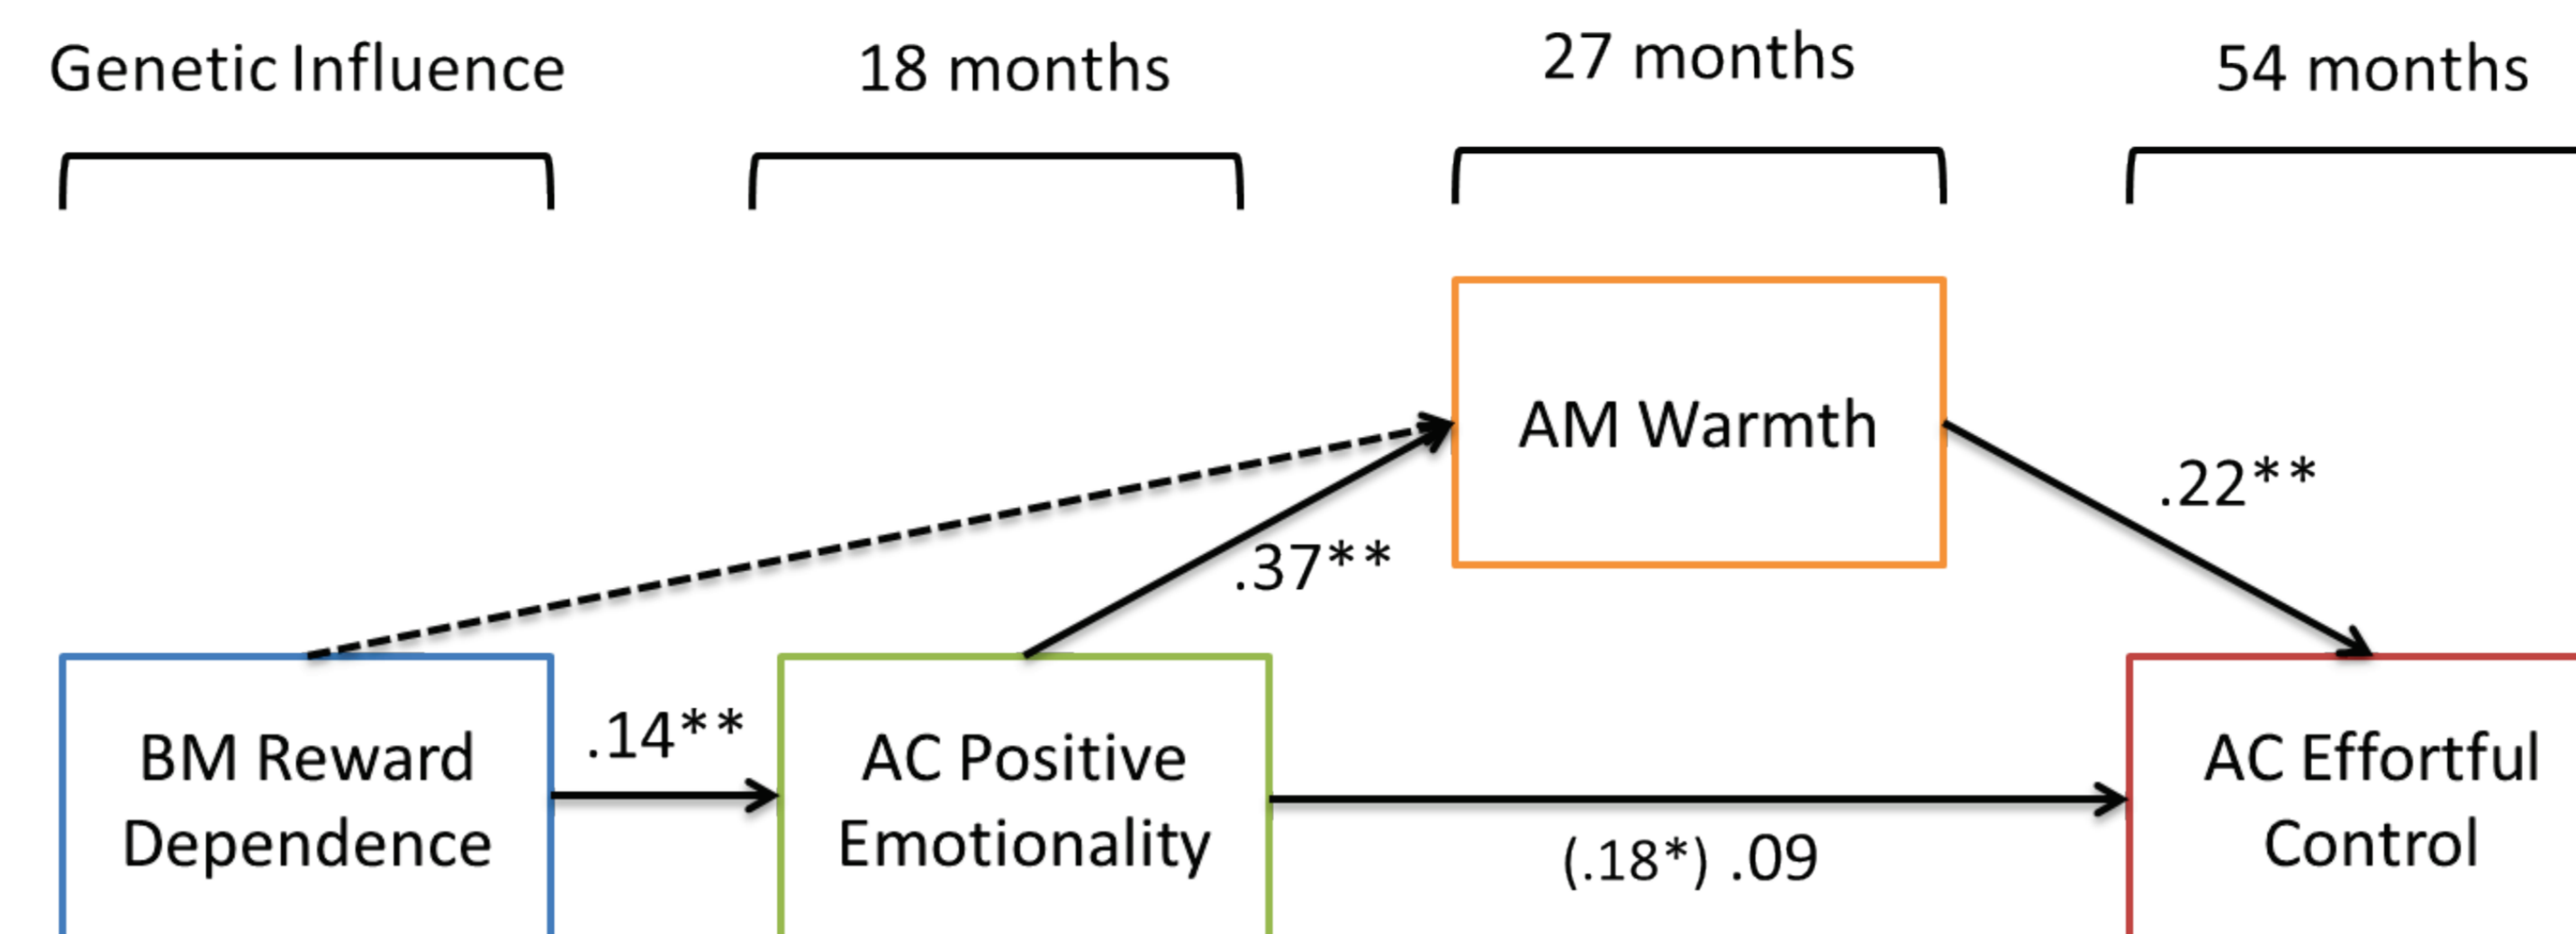 Genetic Influence
18 months
27 months
54 months
AM Warmth
.22**
.37**
.14**
BM Reward
Dependence
AC Positive
Emotionality
(.18*) .09
AC Effortful
Control